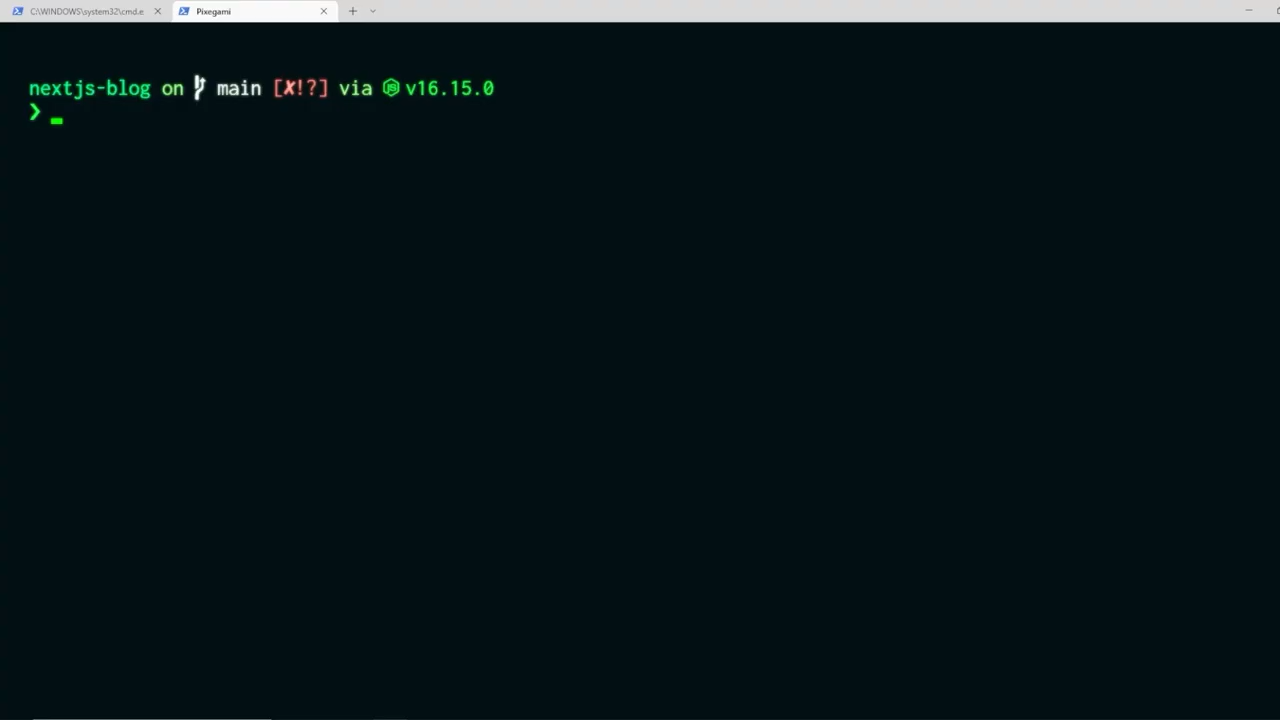 C:\WINDOWS\system32\cmd.e
Pixegami
nextjs-blog on main [✘!?] via v16.15.0
❯